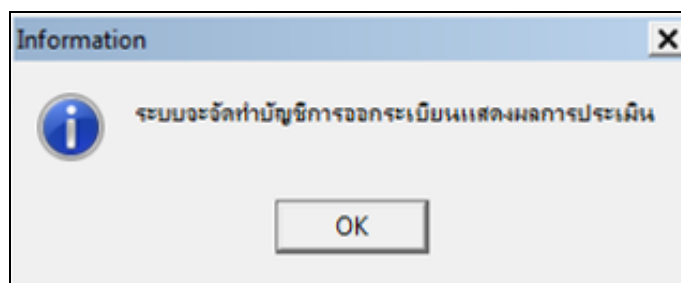 Information
ระบบจะจัดทำบัญชีการออกระเบียนแสดงผลการประเมิน
OK